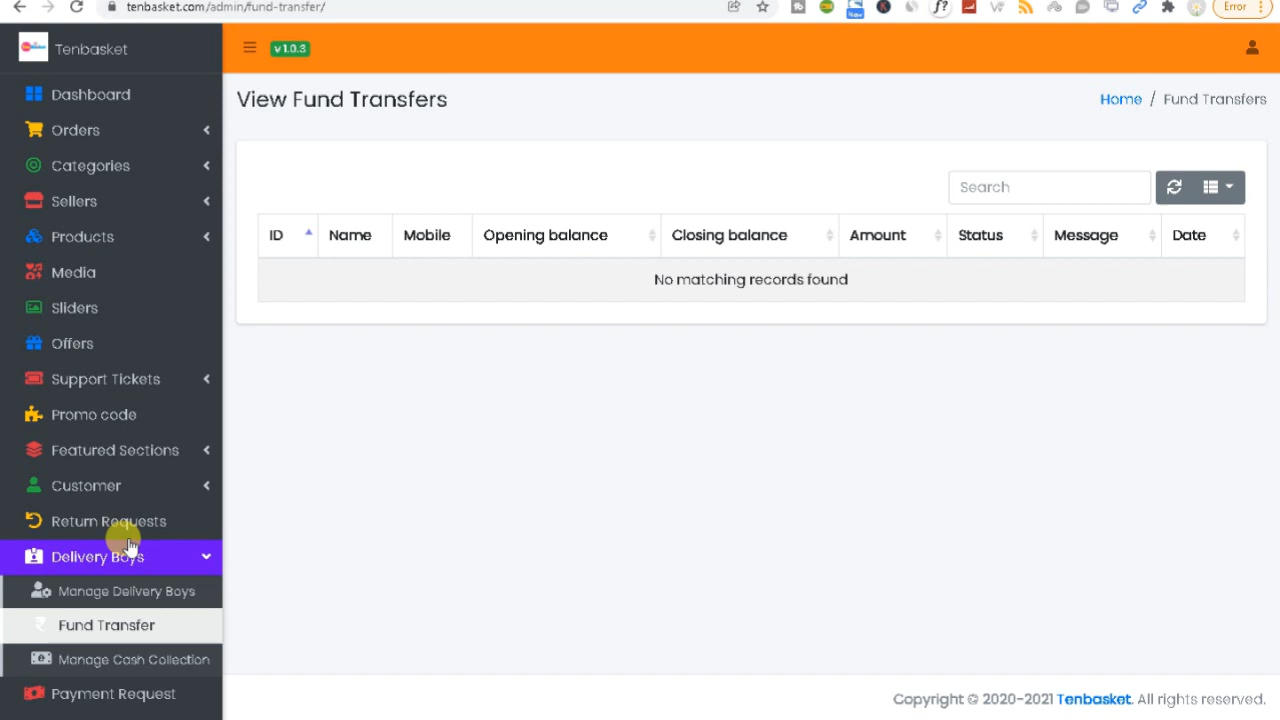 tenbasket.com/admin/fund-transfer/
Error
Tenbasket
v1.0.3
Dashboard
Orders
Categories
Sellers
Products
Media
Sliders
Offers
Support Tickets
Promo code
Featured Sections
Customer
Return Requests
Delivery Boys
Manage Delivery Boys
Fund Transfer
Manage Cash Collection
Payment Request
View Fund Transfers
Home / Fund Transfers
Search
ID Name Mobile Opening balance Closing balance Amount Status Message Date
No matching records found
Copyright © 2020-2021 Tenbasket. All rights reserved.